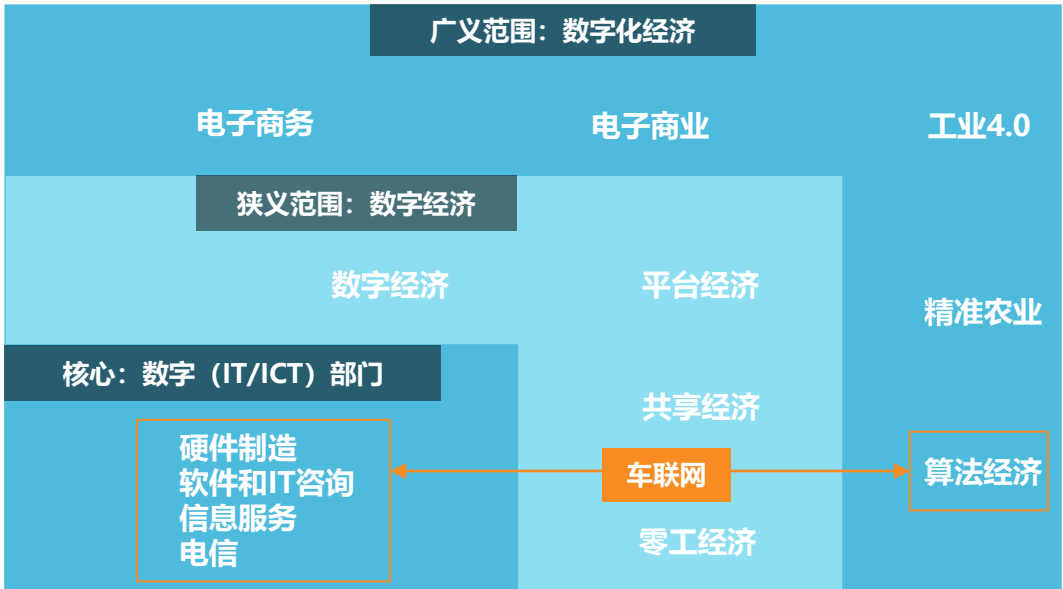 广义范围：数字化经济
电子商务
电子商业
工业4.0
狭义范围：数字经济
数字经济
平台经济
精准农业
核心：数字（IT/ICT）部门
共享经济
硬件制造
软件和IT咨询
信息服务
电信
车联网
算法经济
零工经济